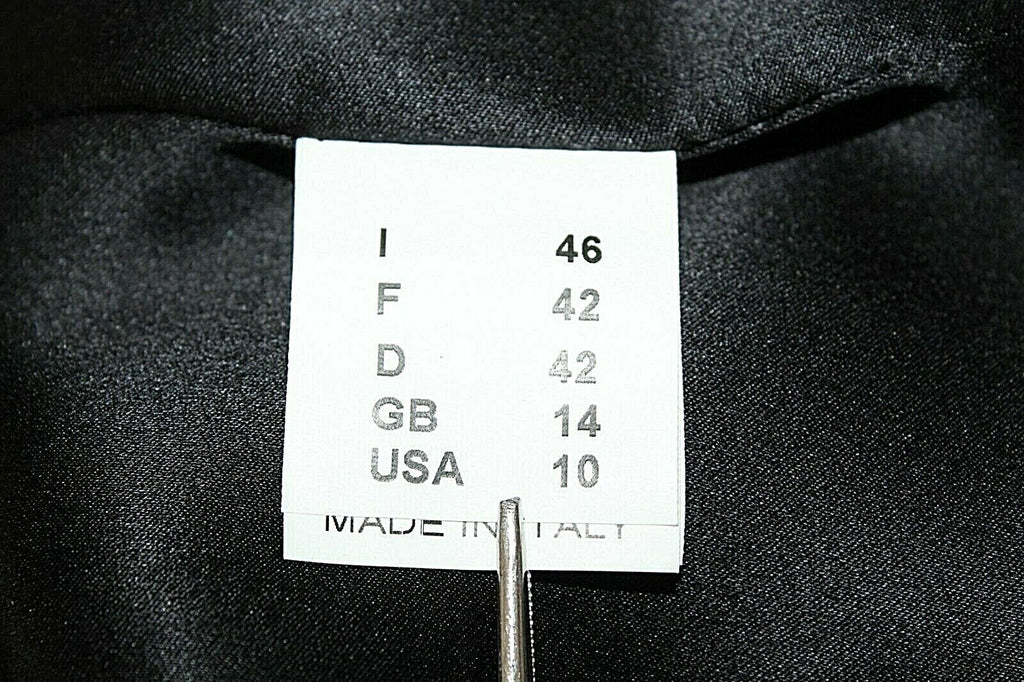 I 46
F 42
D 42
GB 14
USA 10
MADE IN ITALY